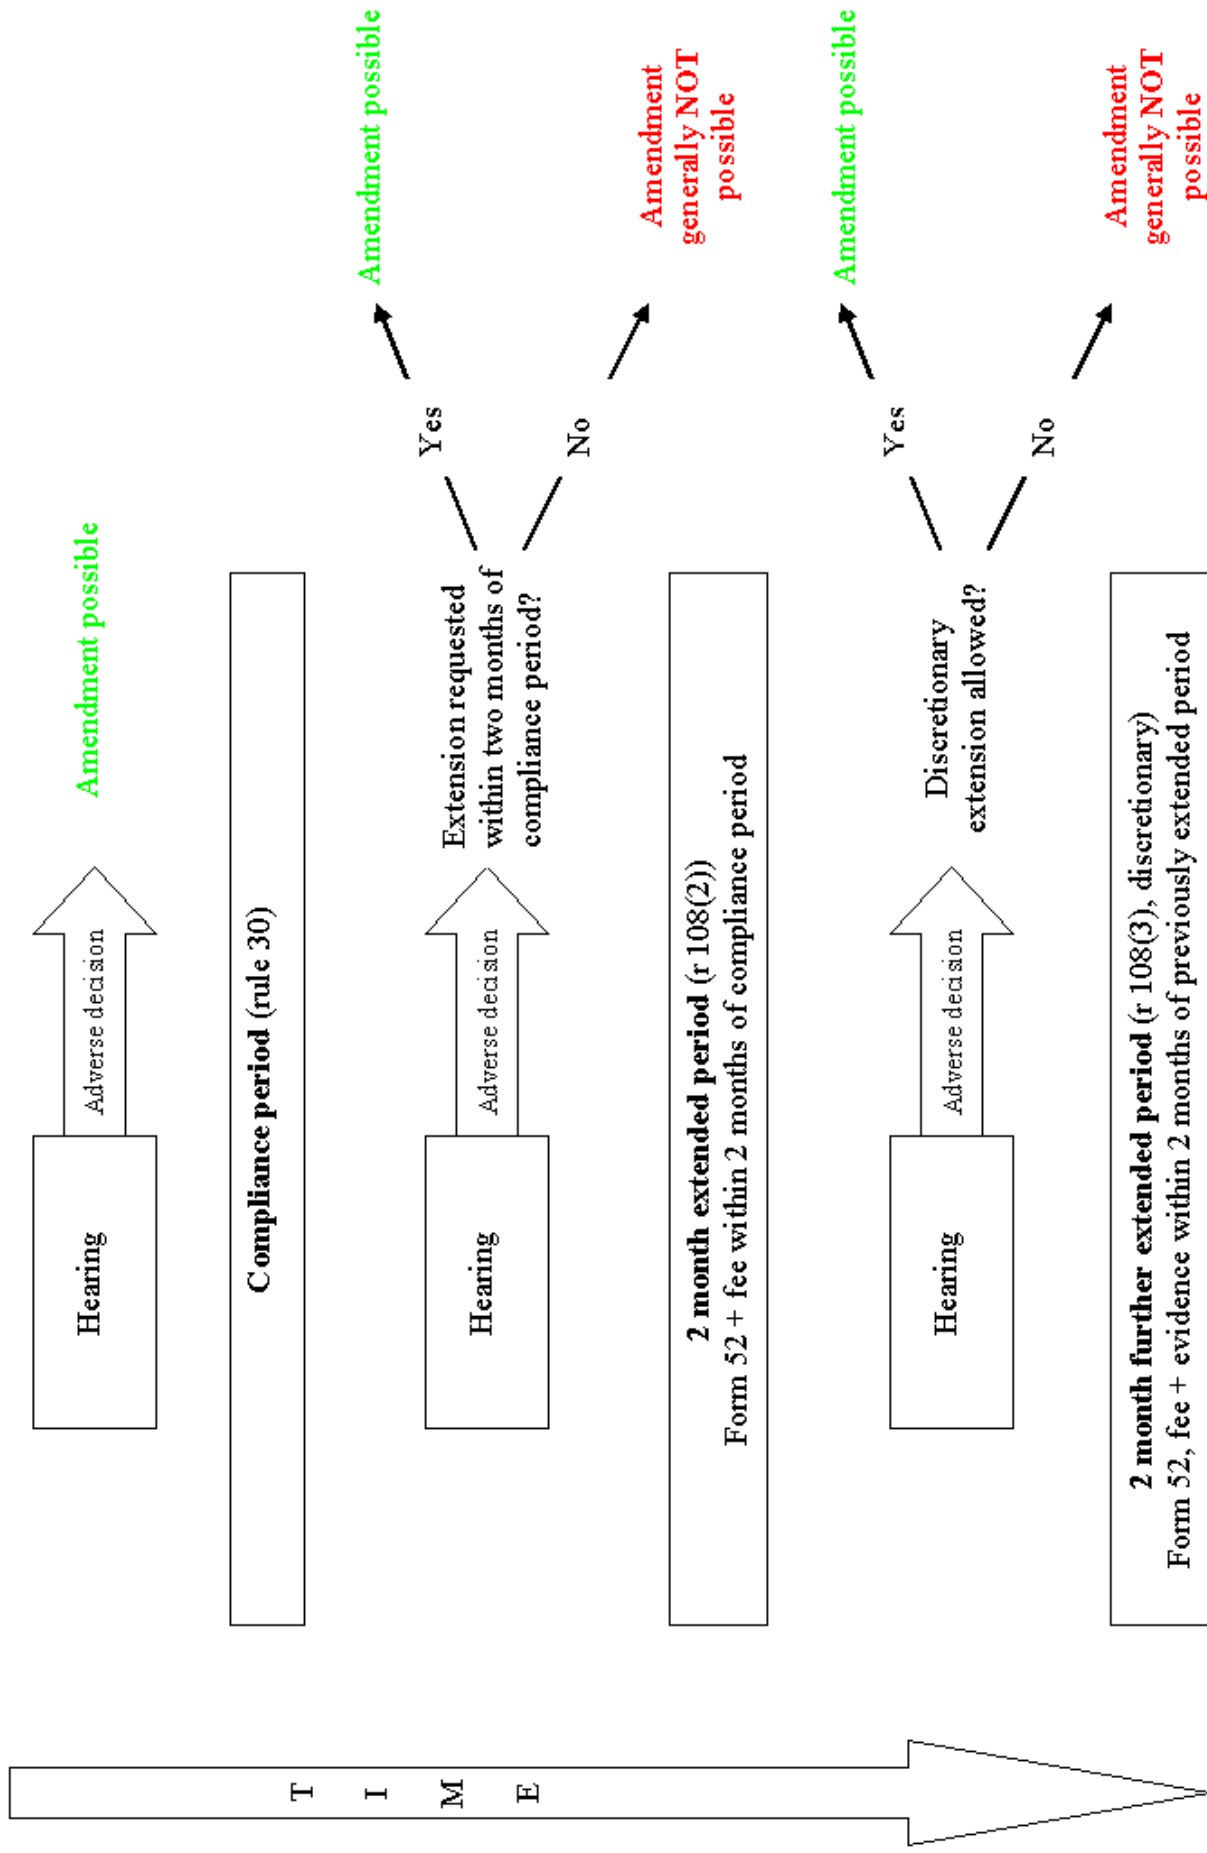 T
I
M
E
Hearing
Adverse decision
Amendment possible
Compliance period (rule 30)
Hearing
Adverse decision
Extension requested
within two months of
compliance period?
Yes
Amendment possible
No
Amendment
generally NOT
possible
2 month extended period (r 108(2))
Form 52 + fee within 2 months of compliance period
Hearing
Adverse decision
Discretionary
extension allowed?
Yes
Amendment possible
No
Amendment
generally NOT
possible
2 month further extended period (r 108(3), discretionary)
Form 52, fee + evidence within 2 months of previously extended period